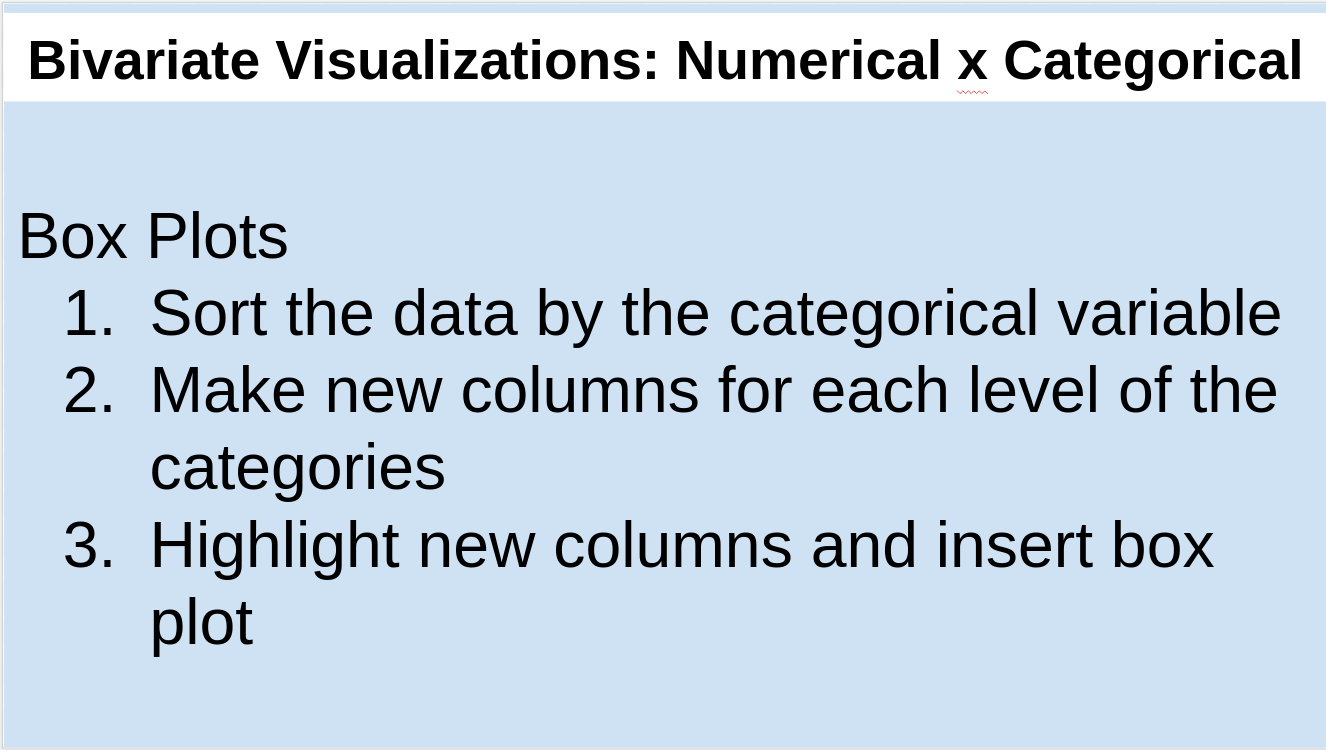 Bivariate Visualizations: Numerical x Categorical
Box Plots
1. Sort the data by the categorical variable
2. Make new columns for each level of the
categories
3. Highlight new columns and insert box
plot